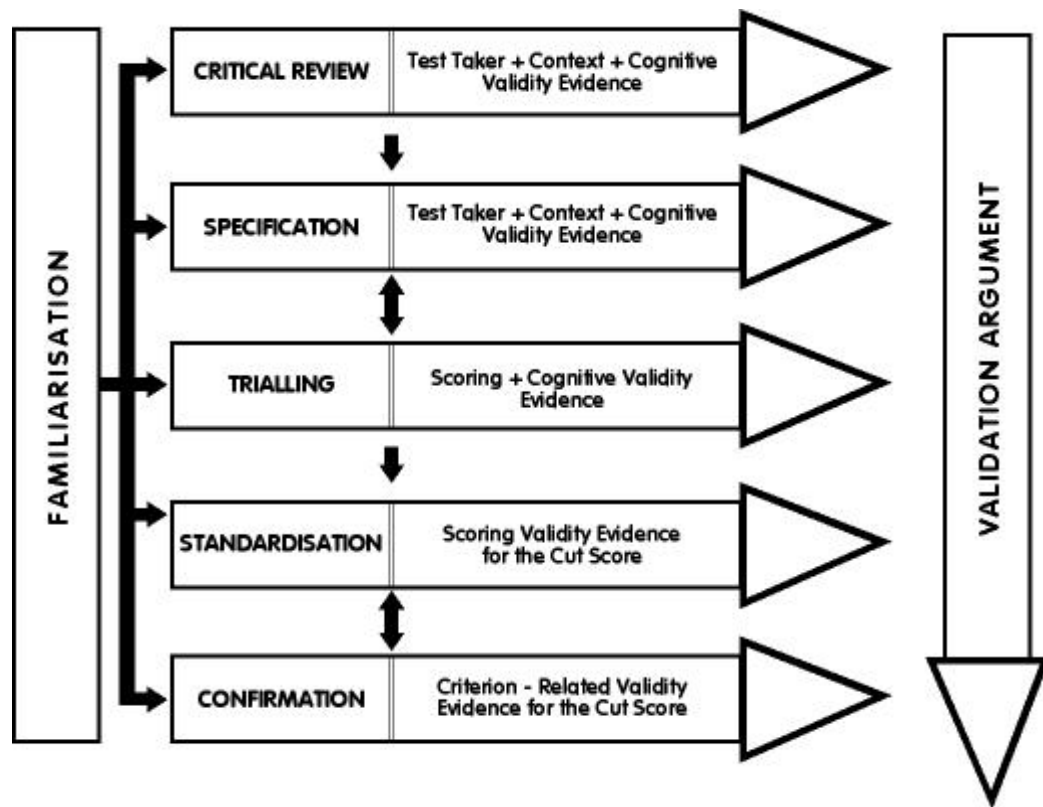 FAMILIARISATION
CRITICAL REVIEW
Test Taker + Context + Cognitive
Validity Evidence
SPECIFICATION
Test Taker + Context + Cognitive
Validity Evidence
TRIALLING
Scoring + Cognitive Validity
Evidence
STANDARDISATION
Scoring Validity Evidence
for the Cut Score
CONFIRMATION
Criterion - Related Validity
Evidence for the Cut Score
VALIDATION ARGUMENT